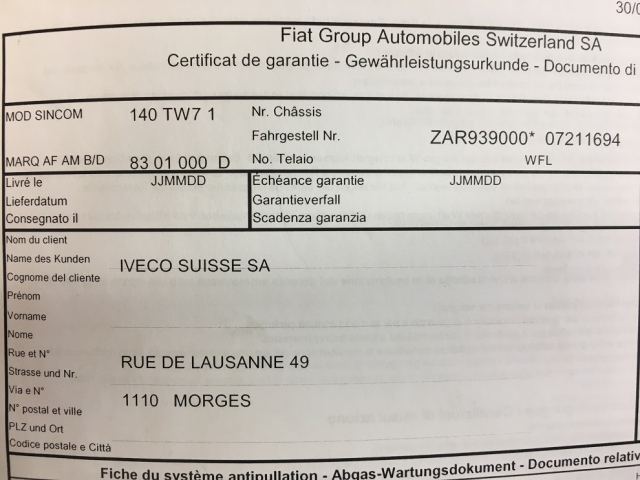 30/0
Fiat Group Automobiles Switzerland SA
Certificat de garantie - Gewährleistungsurkunde - Documento di
MOD SINCOM 140 TW7 1 Nr. Châssis
Fahrgestell Nr. ZAR939000* 07211694
MARQ AF AM B/D 83 01 000 D No. Telaio WFL
Livrè le JJMMDD Échéance garantie JJMMDD
Lieferdatum Garantieverfall
Consegnato il Scadenza garanzia
Nom du client
Name des Kunden IVECO SUISSE SA
Cognome del cliente
Prénom
Vorname
Nome
Rue et N° RUE DE LAUSANNE 49
Strasse und Nr.
Via e N° 1110 MORGES
N° postal et ville
PLZ und Ort
Codice postale e Città
Fiche du système antipullation - Abgas-Wartungsdokument - Documento relativ